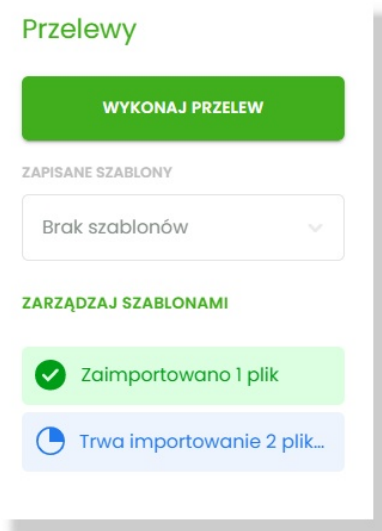 Przelewy
WYKONAJ PRZELEW
ZAPISANE SZABLONY
Brak szablonów
ZARZĄDZAJ SZABLONAMI
Zaimportowano 1 plik
Trwa importowanie 2 plik...